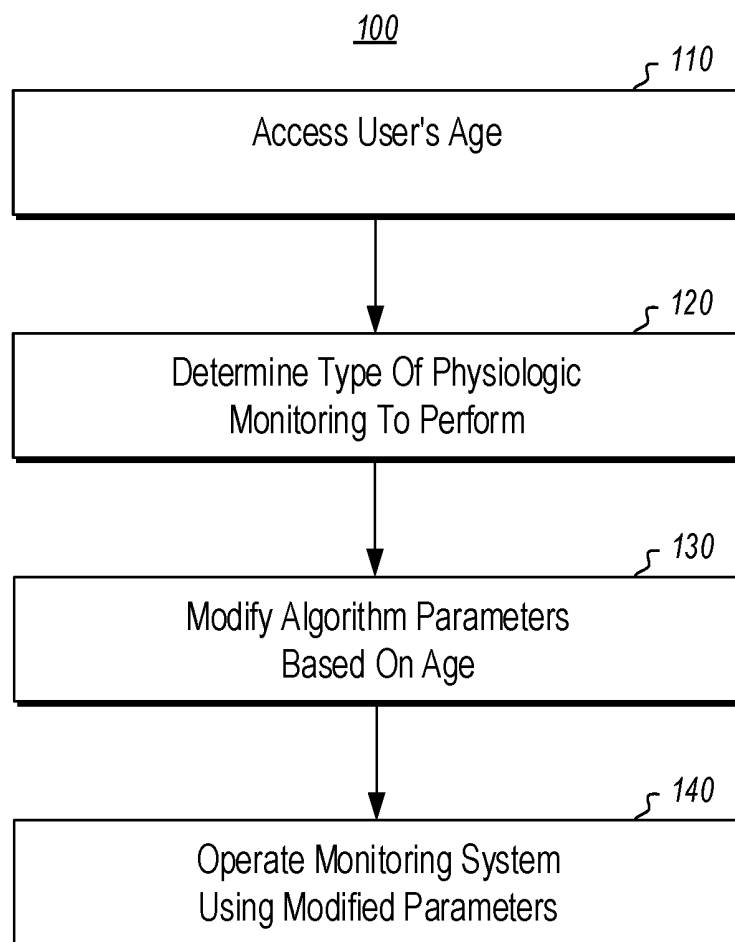 100
110
Access User's Age
120
Determine Type Of Physiologic
Monitoring To Perform
130
Modify Algorithm Parameters
Based On Age
140
Operate Monitoring System
Using Modified Parameters